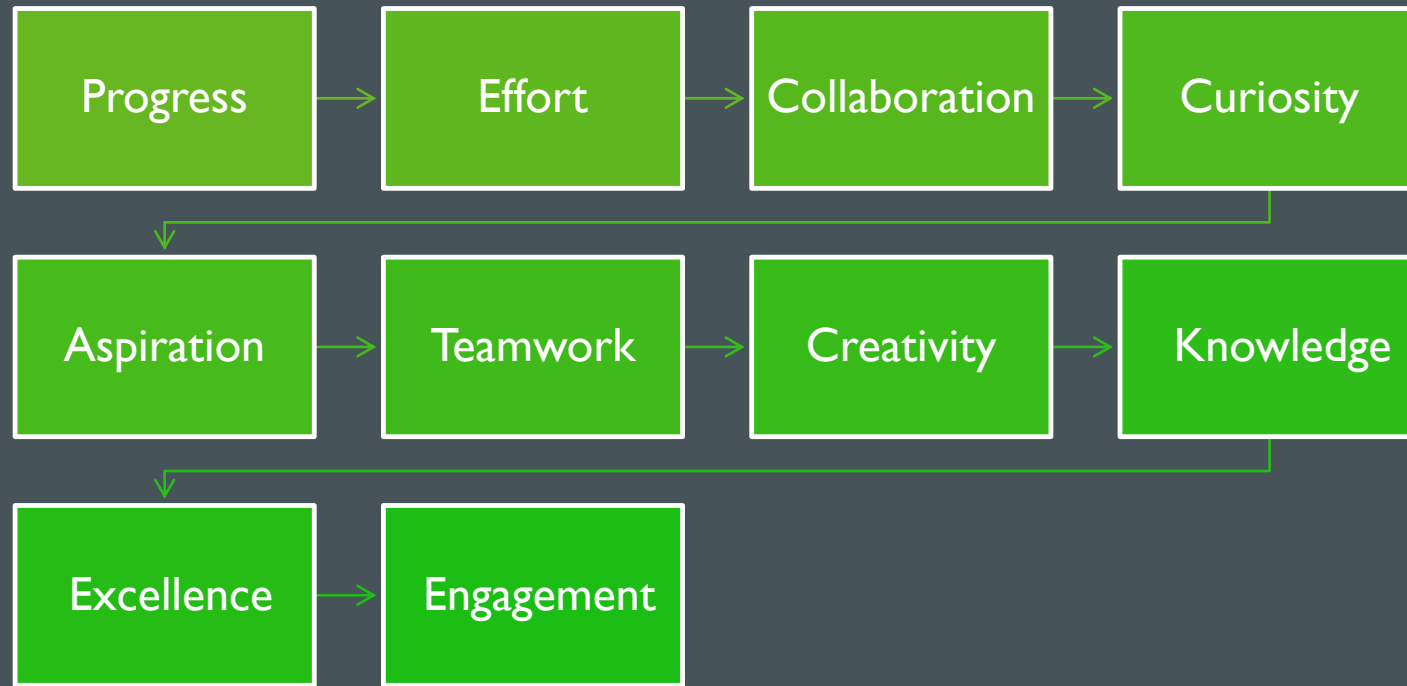 Progress
Effort
Collaboration
Curiosity
Aspiration
Teamwork
Creativity
Knowledge
Excellence
Engagement